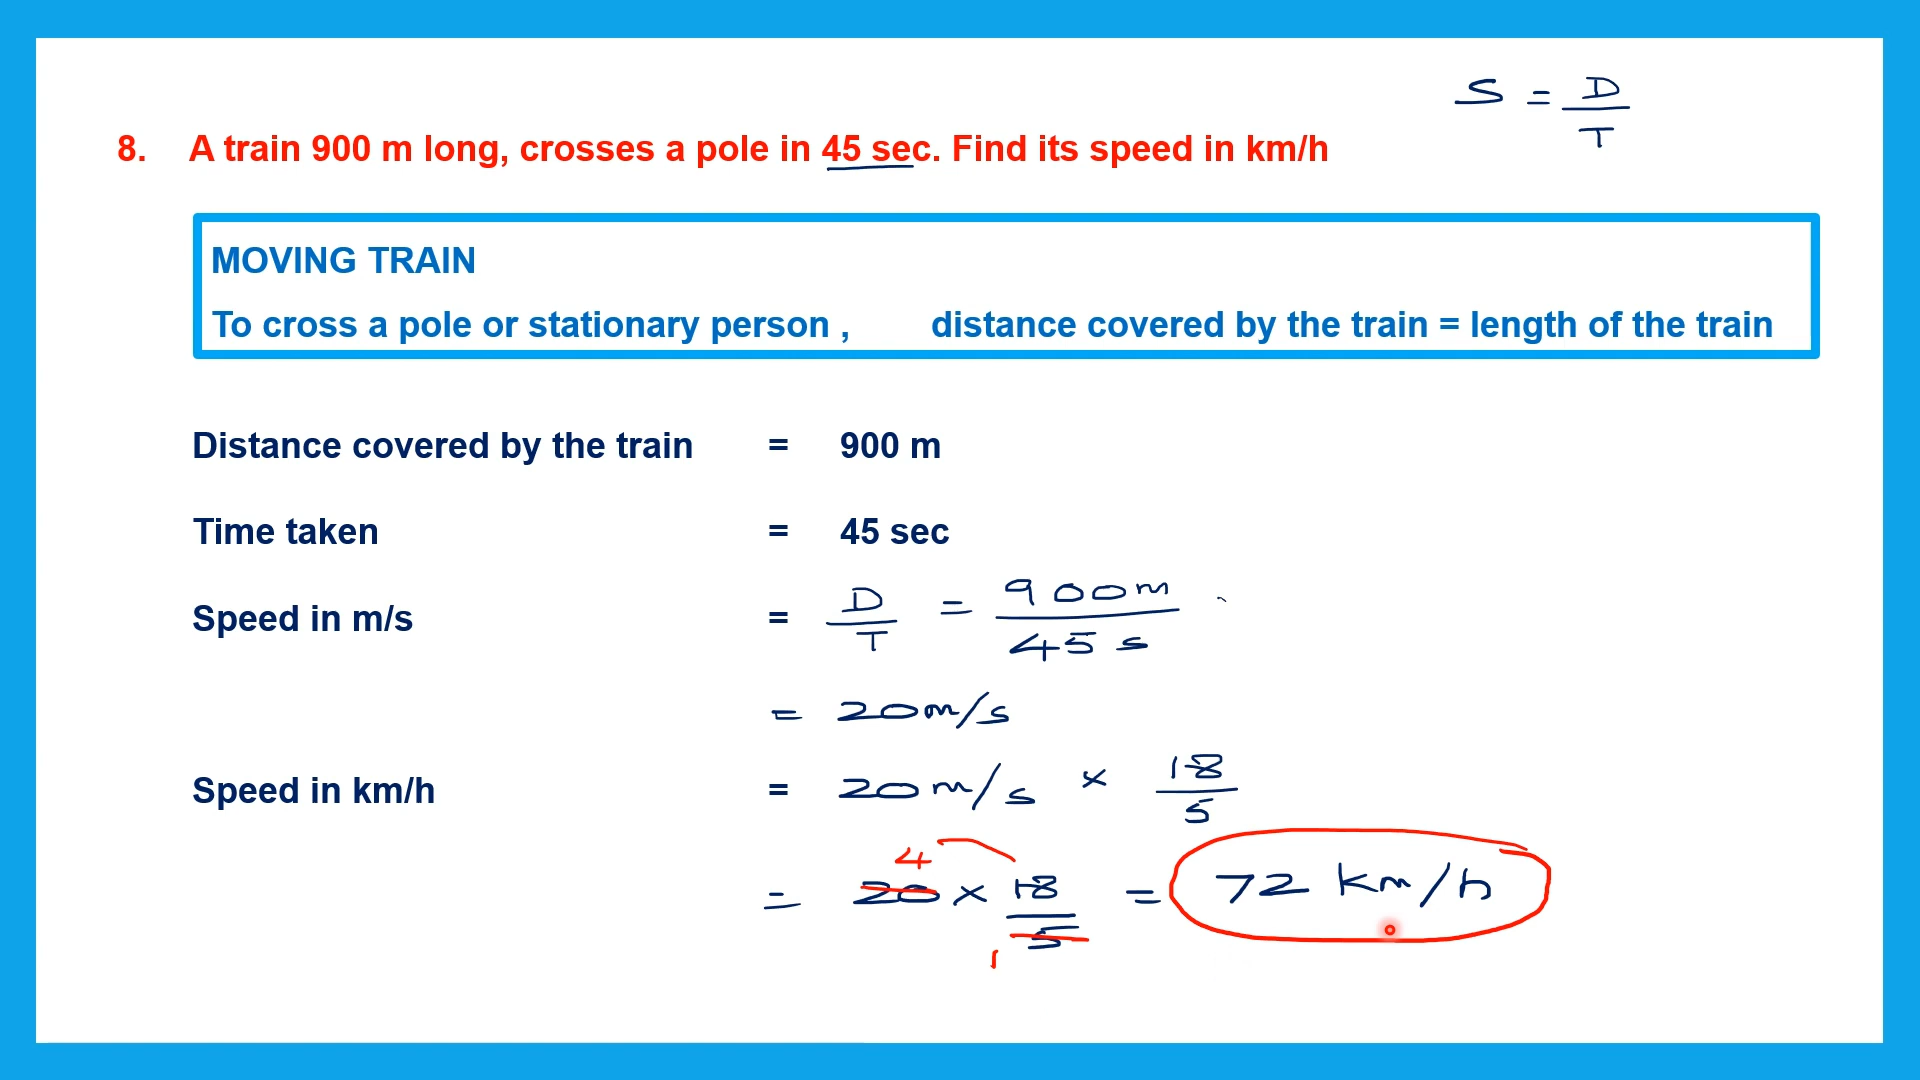 S = D/T
8. A train 900 m long, crosses a pole in 45 sec. Find its speed in km/h
MOVING TRAIN
To cross a pole or stationary person , distance covered by the train = length of the train
Distance covered by the train = 900 m
Time taken = 45 sec
Speed in m/s = D/T = 900m/45 s
= 20m/s
Speed in km/h = 20 m/s × 18/5
4 1
= 20 × 18/5 = 72 km/h